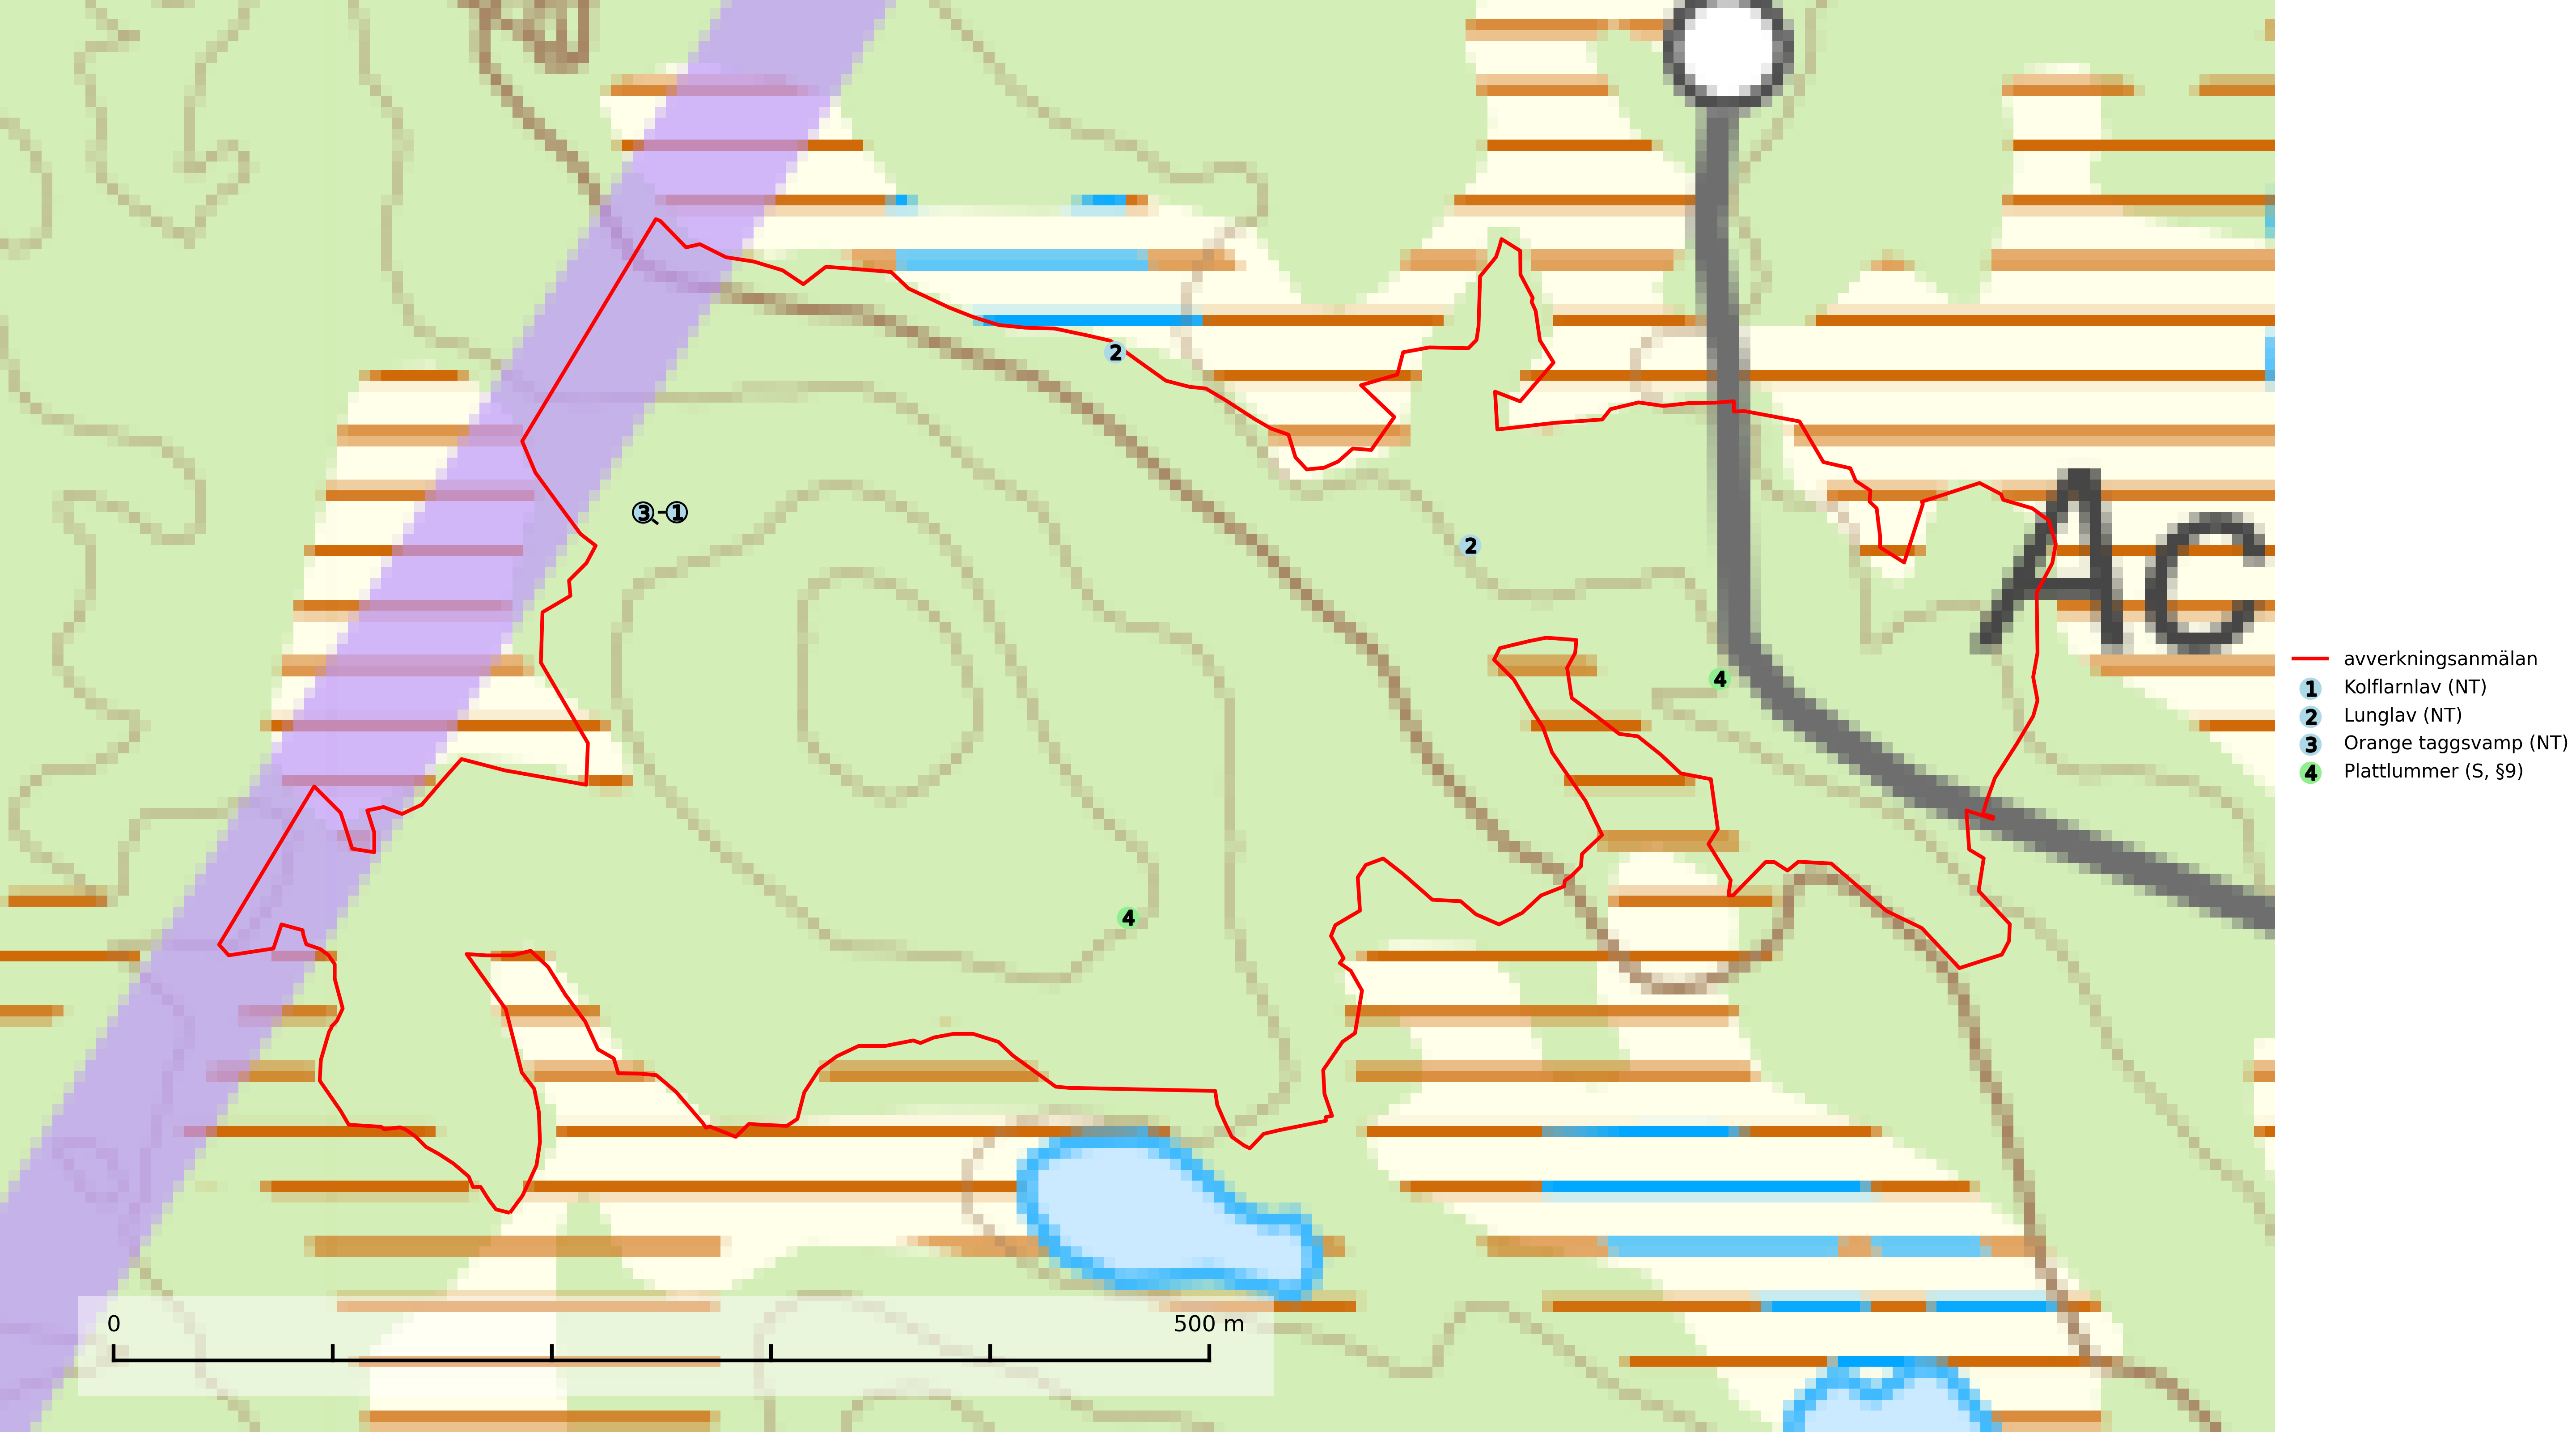 2
3
1
2
Ac
4
4
0
500 m
avverkningsanmälan
1 Kolflarnlav (NT)
2 Lunglav (NT)
3 Orange taggsvamp (NT)
4 Plattlummer (S, §9)